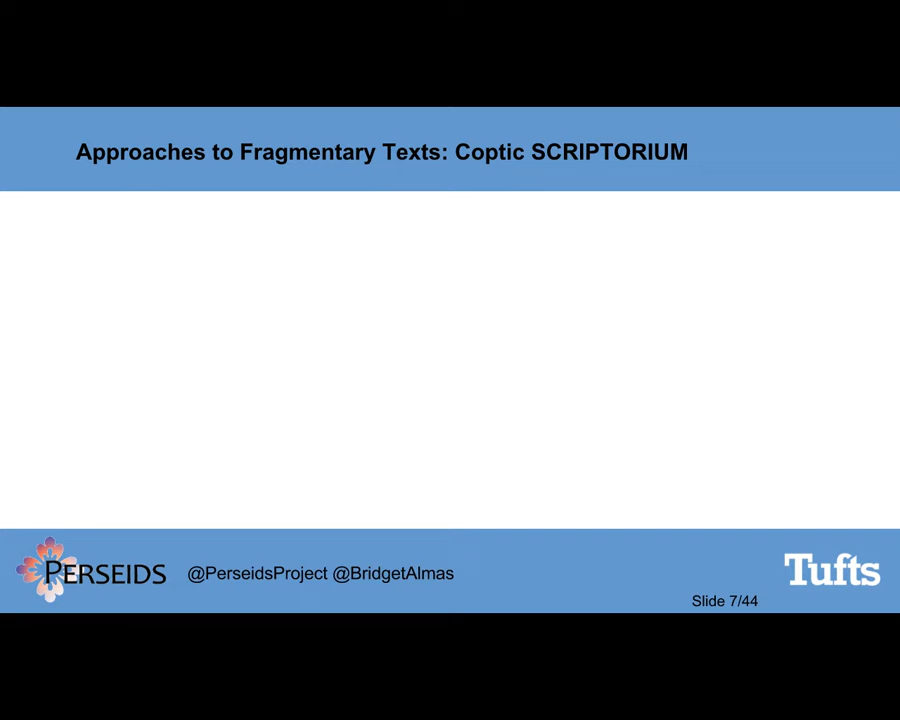 Approaches to Fragmentary Texts: Coptic SCRIPTORIUM
PERSEIDS
@PerseidsProject @BridgetAlmas
Tufts
Slide 7/44